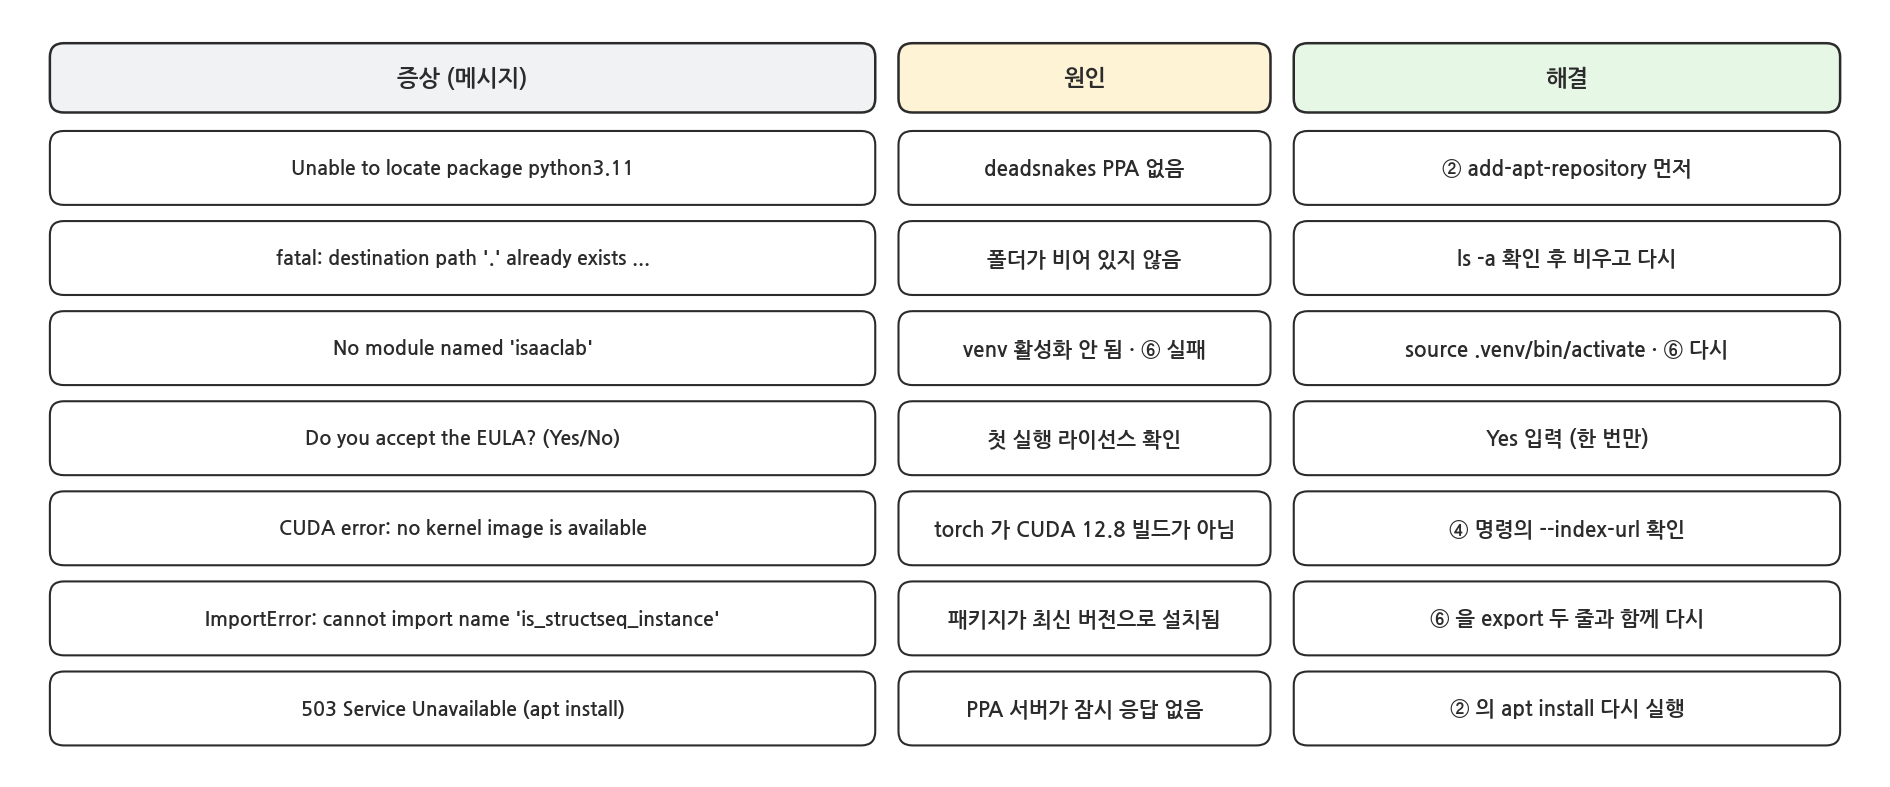 증상 (메시지)
원인
해결
Unable to locate package python3.11
deadsnakes PPA 없음
② add-apt-repository 먼저
fatal: destination path '.' already exists ...
폴더가 비어 있지 않음
ls -a 확인 후 비우고 다시
No module named 'isaaclab'
venv 활성화 안 됨 · ⑥ 실패
source .venv/bin/activate · ⑥ 다시
Do you accept the EULA? (Yes/No)
첫 실행 라이선스 확인
Yes 입력 (한 번만)
CUDA error: no kernel image is available
torch 가 CUDA 12.8 빌드가 아님
④ 명령의 --index-url 확인
ImportError: cannot import name 'is_structseq_instance'
패키지가 최신 버전으로 설치됨
⑥ 을 export 두 줄과 함께 다시
503 Service Unavailable (apt install)
PPA 서버가 잠시 응답 없음
② 의 apt install 다시 실행